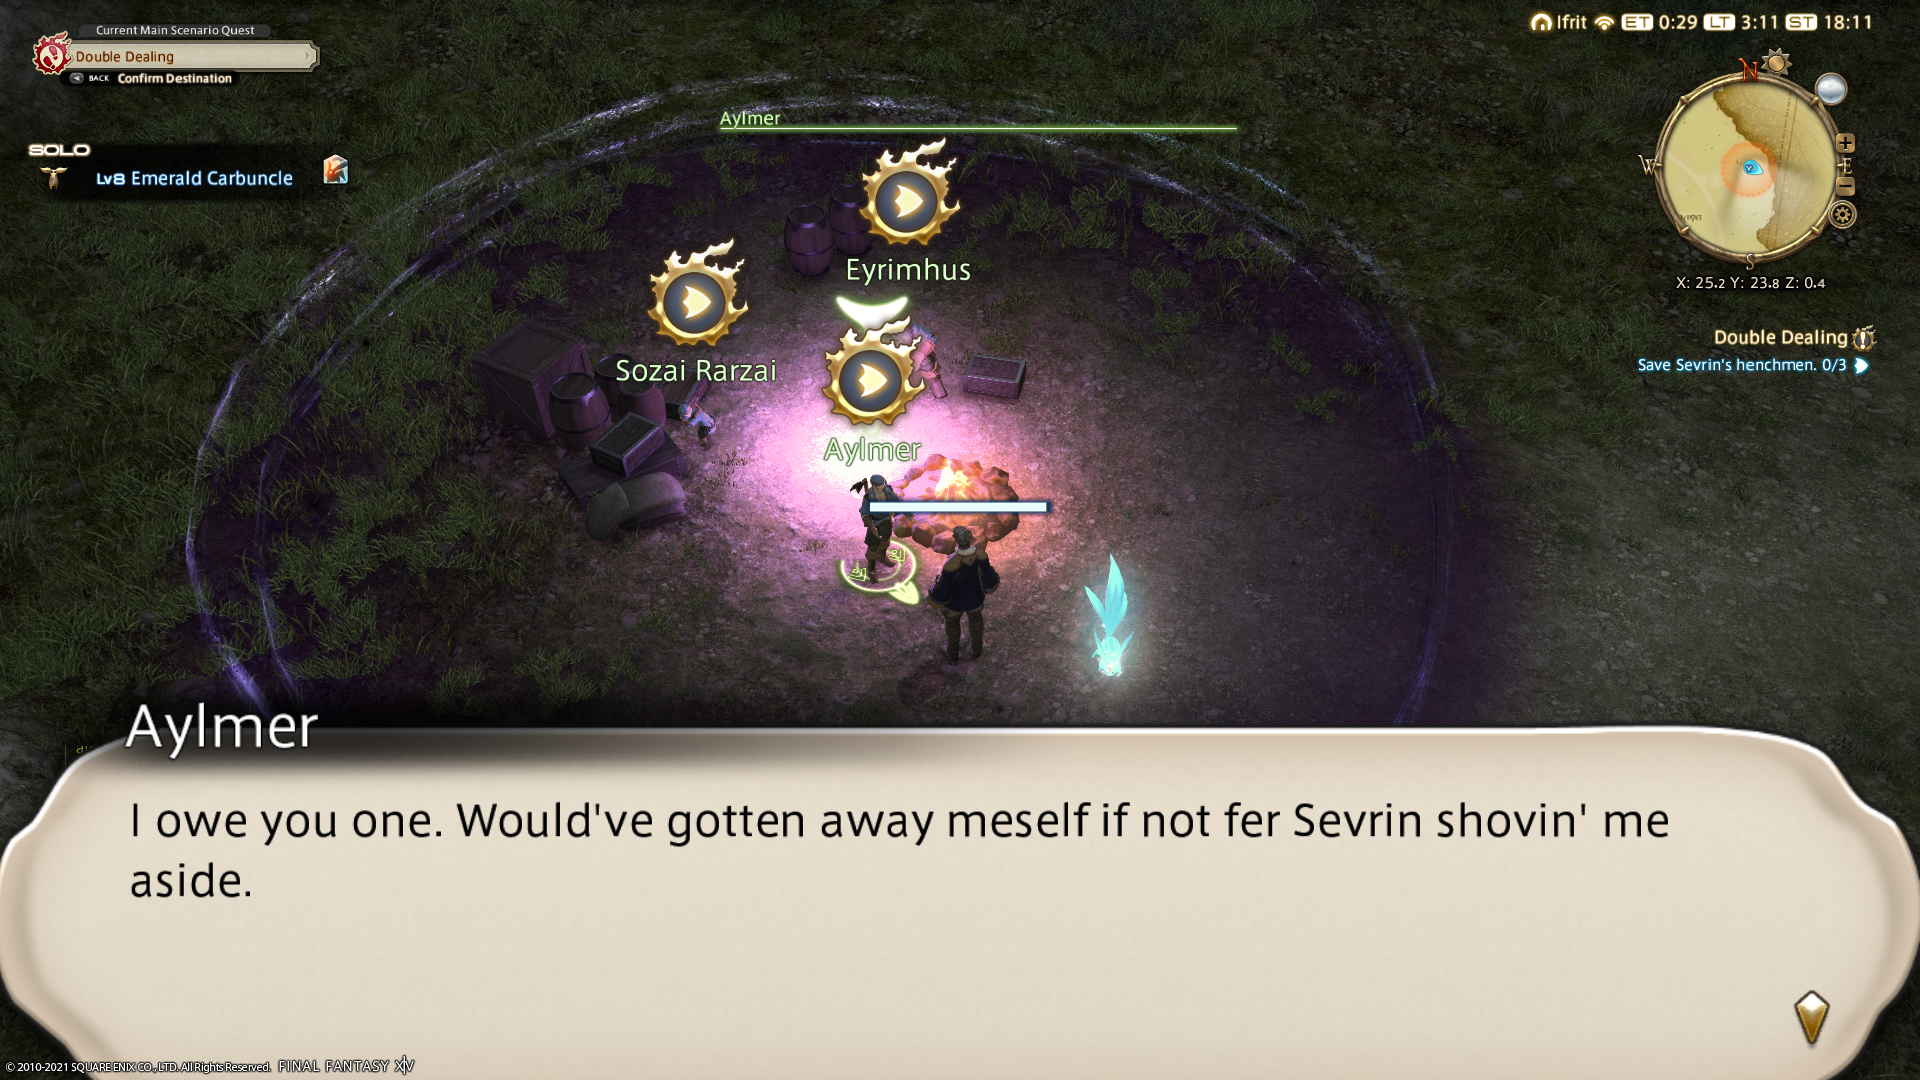 Current Main Scenario Quest
Double Dealing
BACK Confirm Destination
Ifrit ET 0:29 LT 3:11 ST 18:11
SOLO
Lv8 Emerald Carbuncle
Aylmer
Eyrimhus
Sozai Rarzai
Aylmer
N
W
E
S
X: 25.2 Y: 23.8 Z: 0.4
Double Dealing
Save Sevrin's henchmen. 0/3
Aylmer
I owe you one. Would've gotten away meself if not fer Sevrin shovin' me
aside.
© 2010-2021 SQUARE ENIX CO., LTD. All Rights Reserved. FINAL FANTASY XIV